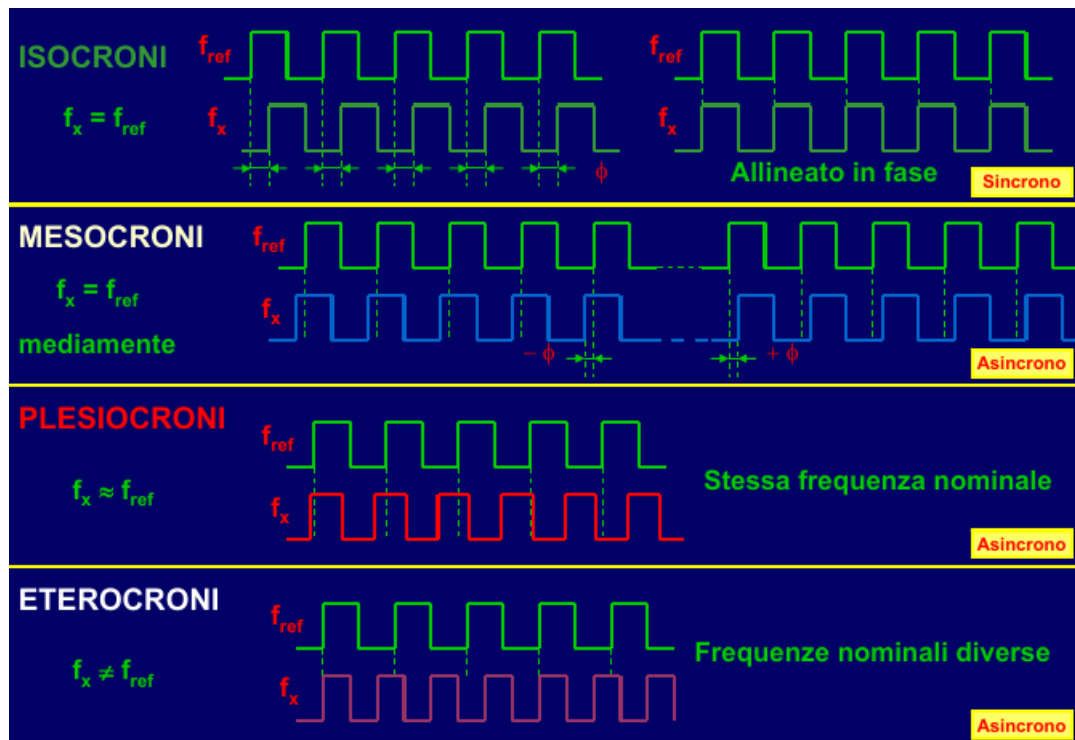 ISOCRONI
f_ref
f_ref
f_x = f_ref
f_x
f_x
ϕ
Allineato in fase
Sincrono
MESOCRONI
f_ref
f_x = f_ref
f_x
mediamente
− ϕ
+ ϕ
Asincrono
PLESIOCRONI
f_ref
f_x ≈ f_ref
f_x
Stessa frequenza nominale
Asincrono
ETEROCRONI
f_ref
f_x ≠ f_ref
f_x
Frequenze nominali diverse
Asincrono